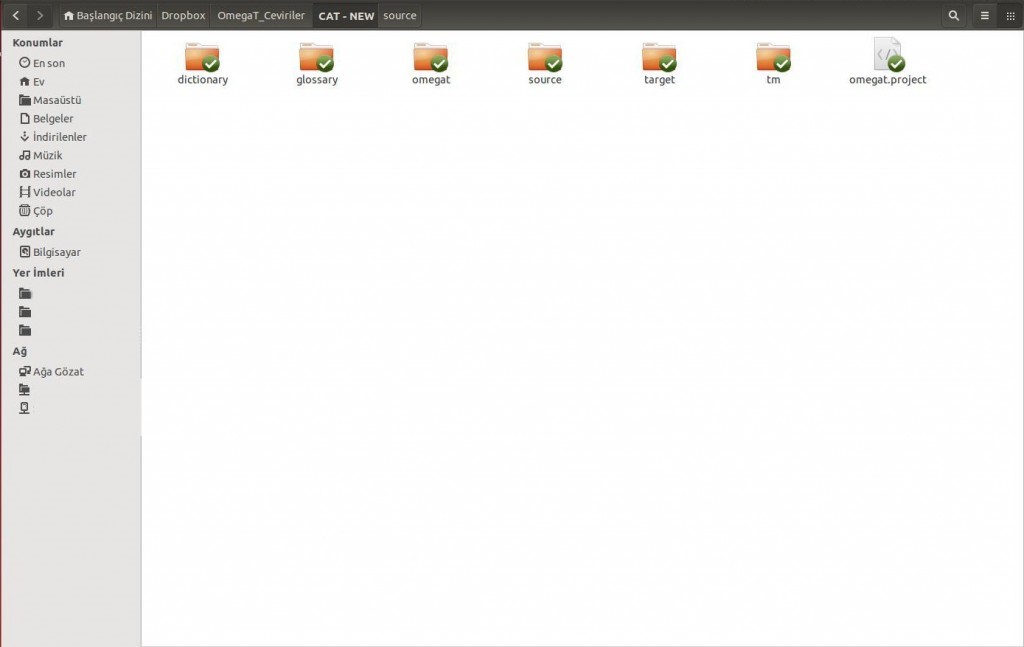 Başlangıç Dizini Dropbox OmegaT_Ceviriler CAT - NEW source
Konumlar
En son
Ev
Masaüstü
Belgeler
İndirilenler
Müzik
Resimler
Videolar
Çöp
Aygıtlar
Bilgisayar
Yer İmleri
Ağ
Ağa Gözat
dictionary glossary omegat source target tm omegat.project